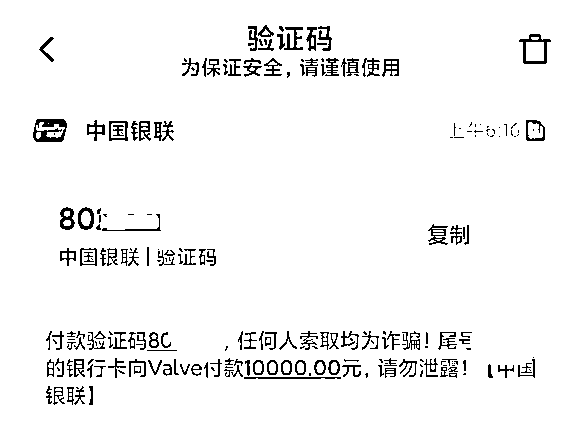 验证码
为保证安全，请谨慎使用
中国银联
上午6:10
80
中国银联 | 验证码
复制
付款验证码80 ，任何人索取均为诈骗！尾号
的银行卡向Valve付款10000.00元，请勿泄露！【中国
银联】